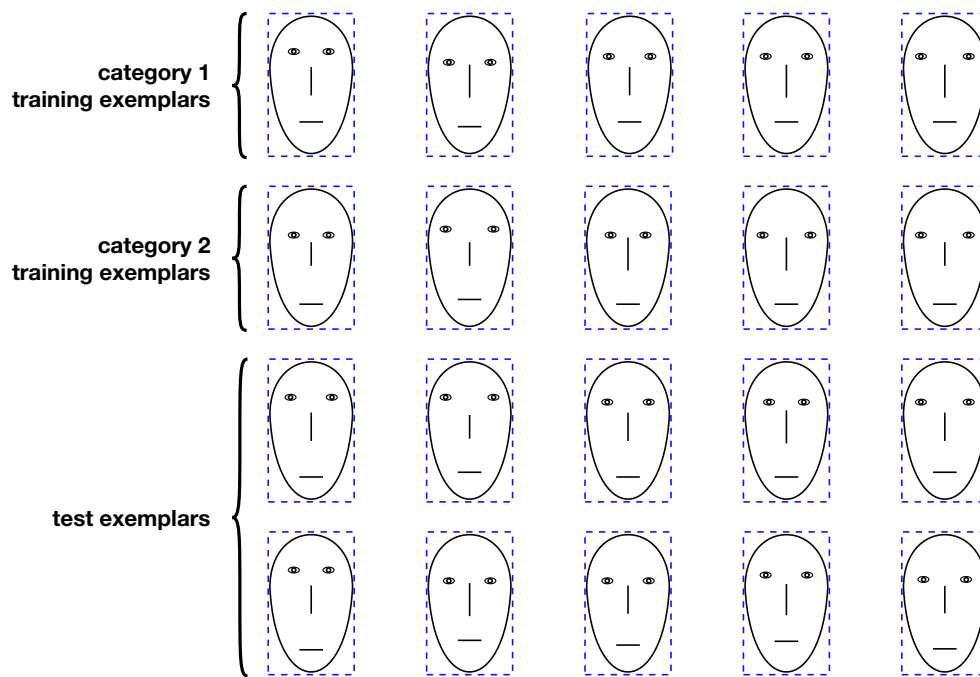 category 1
training exemplars
category 2
training exemplars
test exemplars